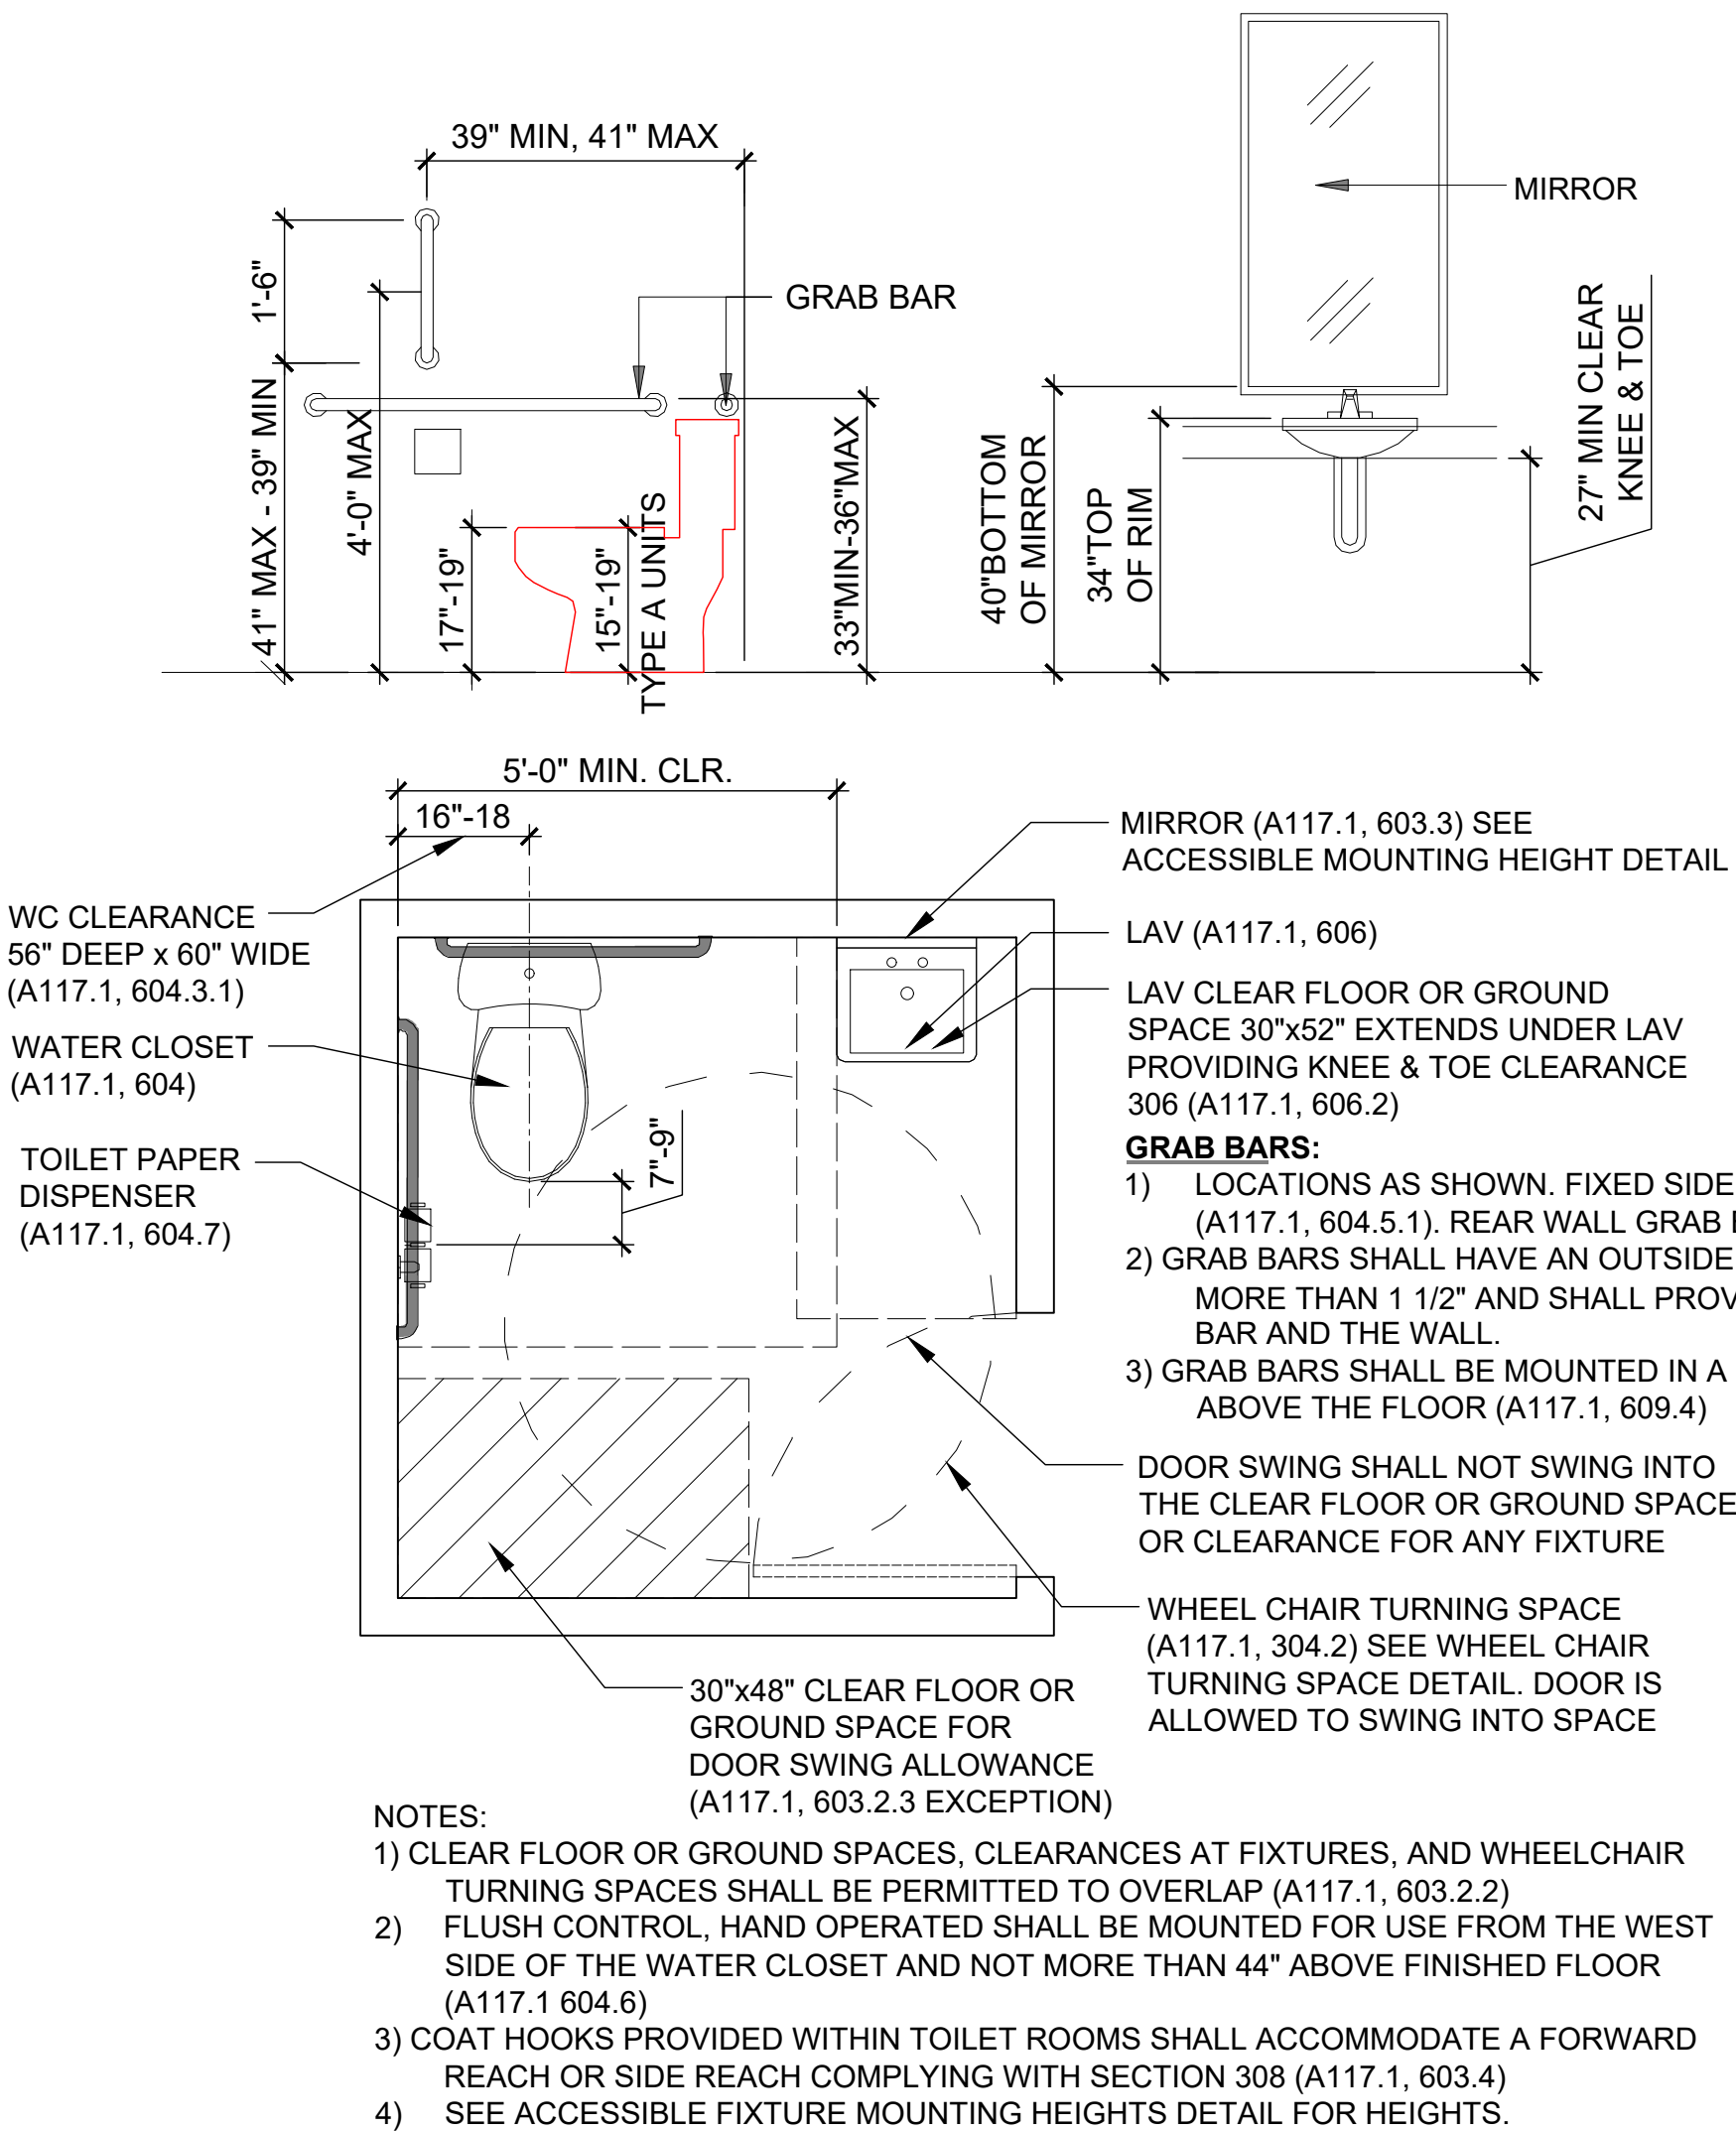 39" MIN, 41" MAX
MIRROR
1'-6"
GRAB BAR
41" MAX - 39" MIN
4'-0" MAX
17"-19"
15"-19"
TYPE A UNITS
33"MIN-36"MAX
40"BOTTOM
OF MIRROR
34"TOP
OF RIM
27" MIN CLEAR
KNEE & TOE
5'-0" MIN. CLR.
16"-18
WC CLEARANCE
56" DEEP x 60" WIDE
(A117.1, 604.3.1)
WATER CLOSET
(A117.1, 604)
TOILET PAPER
DISPENSER
(A117.1, 604.7)
7"-9"
MIRROR (A117.1, 603.3) SEE
ACCESSIBLE MOUNTING HEIGHT DETAIL
LAV (A117.1, 606)
LAV CLEAR FLOOR OR GROUND
SPACE 30"x52" EXTENDS UNDER LAV
PROVIDING KNEE & TOE CLEARANCE
306 (A117.1, 606.2)
GRAB BARS:
1) LOCATIONS AS SHOWN. FIXED SIDE
(A117.1, 604.5.1). REAR WALL GRAB
2) GRAB BARS SHALL HAVE AN OUTSIDE
MORE THAN 1 1/2" AND SHALL PROV
BAR AND THE WALL.
3) GRAB BARS SHALL BE MOUNTED IN A
ABOVE THE FLOOR (A117.1, 609.4)
DOOR SWING SHALL NOT SWING INTO
THE CLEAR FLOOR OR GROUND SPACE
OR CLEARANCE FOR ANY FIXTURE
WHEEL CHAIR TURNING SPACE
(A117.1, 304.2) SEE WHEEL CHAIR
TURNING SPACE DETAIL. DOOR IS
ALLOWED TO SWING INTO SPACE
30"x48" CLEAR FLOOR OR
GROUND SPACE FOR
DOOR SWING ALLOWANCE
(A117.1, 603.2.3 EXCEPTION)
NOTES:
1) CLEAR FLOOR OR GROUND SPACES, CLEARANCES AT FIXTURES, AND WHEELCHAIR
TURNING SPACES SHALL BE PERMITTED TO OVERLAP (A117.1, 603.2.2)
2) FLUSH CONTROL, HAND OPERATED SHALL BE MOUNTED FOR USE FROM THE WEST
SIDE OF THE WATER CLOSET AND NOT MORE THAN 44" ABOVE FINISHED FLOOR
(A117.1 604.6)
3) COAT HOOKS PROVIDED WITHIN TOILET ROOMS SHALL ACCOMMODATE A FORWARD
REACH OR SIDE REACH COMPLYING WITH SECTION 308 (A117.1, 603.4)
4) SEE ACCESSIBLE FIXTURE MOUNTING HEIGHTS DETAIL FOR HEIGHTS.